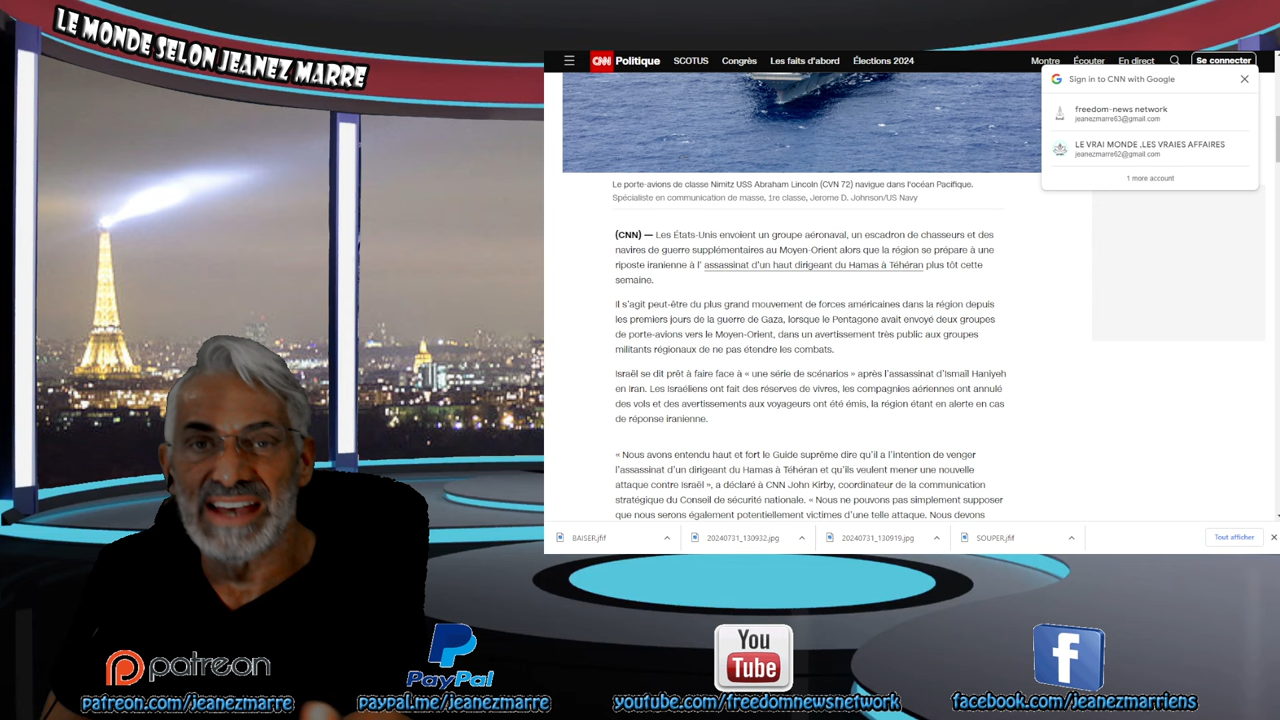 LE MONDE SELON JEANEZ MARRE
CNN Politique SCOTUS Congrès Les faits d'abord Élections 2024 Montre Écouter En direct Se connecter
Sign in to CNN with Google
freedom-news network
jeanezmarre63@gmail.com
LE VRAI MONDE ,LES VRAIES AFFAIRES
jeanezmarre62@gmail.com
1 more account
Le porte-avions de classe Nimitz USS Abraham Lincoln (CVN 72) navigue dans l'océan Pacifique.
Spécialiste en communication de masse, 1re classe, Jerome D. Johnson/US Navy
(CNN) — Les États-Unis envoient un groupe aéronaval, un escadron de chasseurs et des
navires de guerre supplémentaires au Moyen-Orient alors que la région se prépare à une
riposte iranienne à l' assassinat d'un haut dirigeant du Hamas à Téhéran plus tôt cette
semaine.
Il s'agit peut-être du plus grand mouvement de forces américaines dans la région depuis
les premiers jours de la guerre de Gaza, lorsque le Pentagone avait envoyé deux groupes
de porte-avions vers le Moyen-Orient, dans un avertissement très public aux groupes
militants régionaux de ne pas étendre les combats.
Israël se dit prêt à faire face à « une série de scénarios » après l'assassinat d'Ismail Haniyeh
en Iran. Les Israéliens ont fait des réserves de vivres, les compagnies aériennes ont annulé
des vols et des avertissements aux voyageurs ont été émis, la région étant en alerte en cas
de réponse iranienne.
« Nous avons entendu haut et fort le Guide suprême dire qu'il a l'intention de venger
l'assassinat d'un dirigeant du Hamas à Téhéran et qu'ils veulent mener une nouvelle
attaque contre Israël », a déclaré à CNN John Kirby, coordinateur de la communication
stratégique du Conseil de sécurité nationale. « Nous ne pouvons pas simplement supposer
que nous serons également potentiellement victimes d'une telle attaque. Nous devons
BAISER.jfif 20240731_130932.jpg 20240731_130919.jpg SOUPER.jfif Tout afficher
patreon PayPal You Tube f
patreon.com/jeanezmarre paypal.me/jeanezmarre youtube.com/freedomnewsnetwork facebook.com/jeanezmarriens